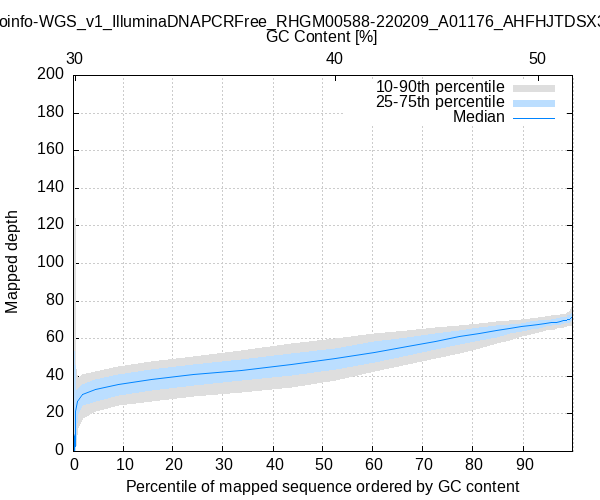 oinfo-WGS_v1_IlluminaDNAPCRFree_RHGM00588-220209_A01176_AHFHJTDSX3
GC Content [%]
30 40 50
10-90th percentile
25-75th percentile
Median
200
180
160
140
120
100
80
60
40
20
0
Mapped depth
0 10 20 30 40 50 60 70 80 90
Percentile of mapped sequence ordered by GC content